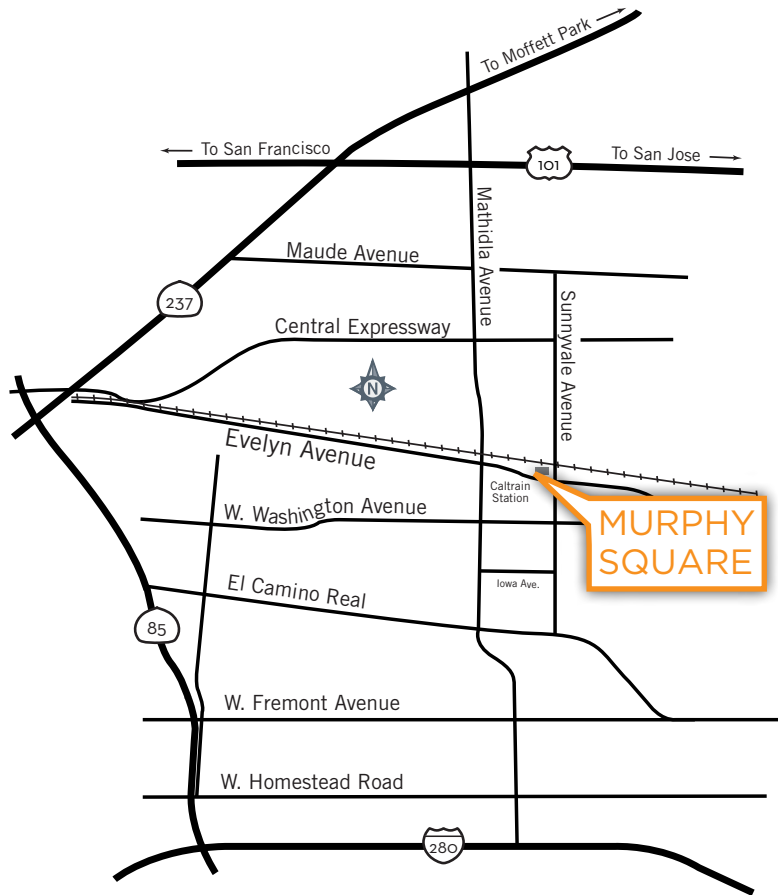 To Moffett Park
To San Francisco
101
To San Jose
Mathidla Avenue
Maude Avenue
Sunnyvale Avenue
237
Central Expressway
N
Evelyn Avenue
Caltrain
Station
W. Washington Avenue
MURPHY
SQUARE
Iowa Ave.
El Camino Real
85
W. Fremont Avenue
W. Homestead Road
280